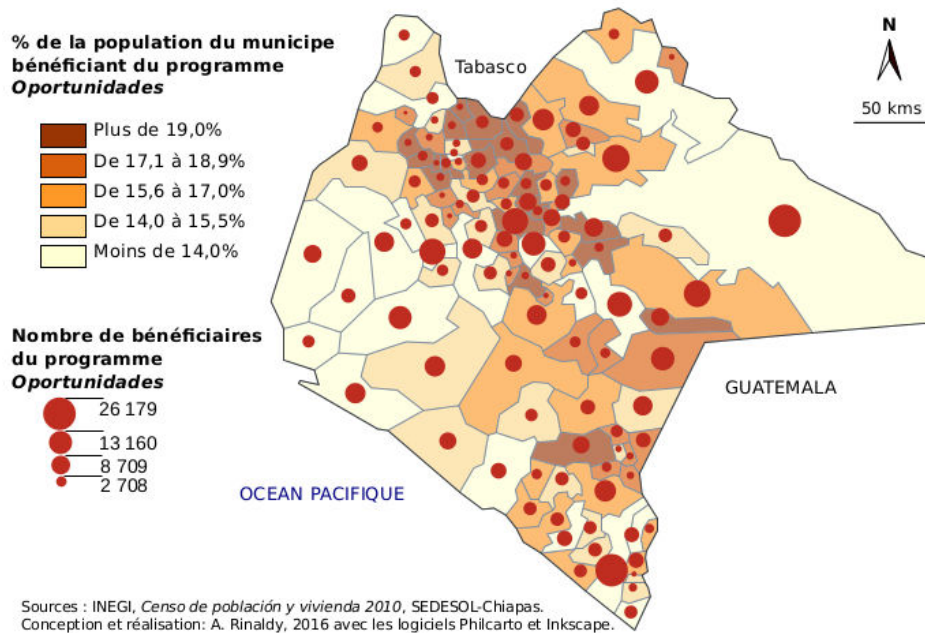 % de la population du municipe
bénéficiant du programme
Oportunidades
Plus de 19,0%
De 17,1 à 18,9%
De 15,6 à 17,0%
De 14,0 à 15,5%
Moins de 14,0%
Nombre de bénéficiaires
du programme
Oportunidades
26 179
13 160
8 709
2 708
Tabasco
N
50 kms
GUATEMALA
OCEAN PACIFIQUE
Sources : INEGI, Censo de población y vivienda 2010, SEDESOL-Chiapas.
Conception et réalisation: A. Rinaldy, 2016 avec les logiciels Philcarto et Inkscape.